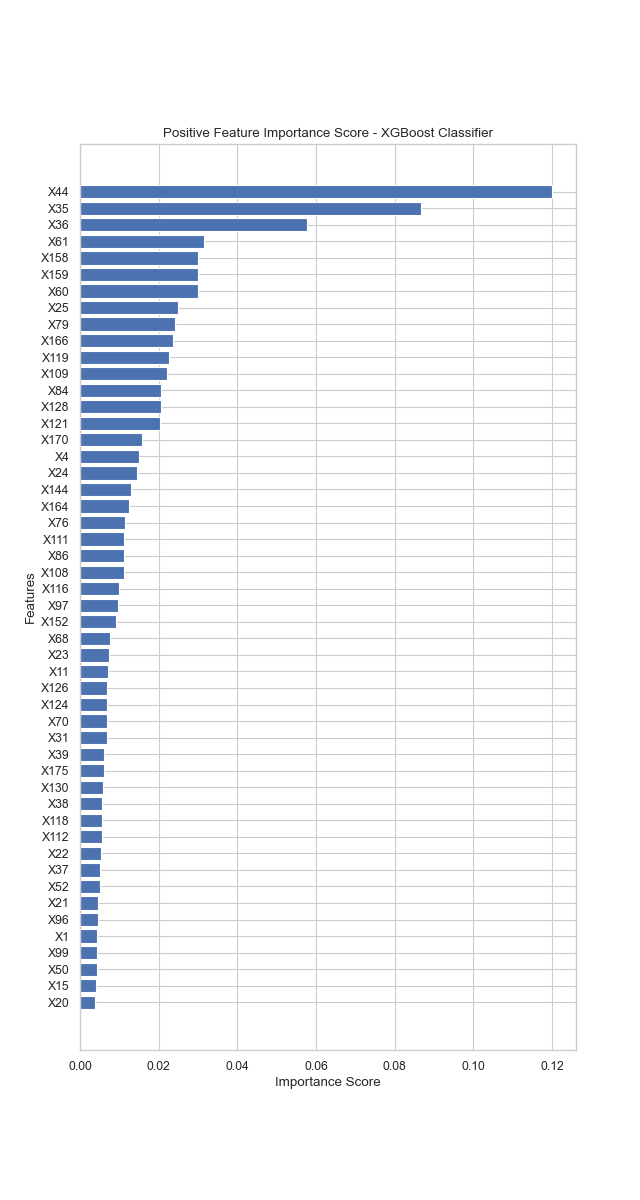 Positive Feature Importance Score - XGBoost Classifier
X44
X35
X36
X61
X158
X159
X60
X25
X79
X166
X119
X109
X84
X128
X121
X170
X4
X24
X144
X164
X76
X111
X86
X108
X116
X97
X152
X68
X23
X11
X126
X124
X70
X31
X39
X175
X130
X38
X118
X112
X22
X37
X52
X21
X96
X1
X99
X50
X15
X20
Features
0.00 0.02 0.04 0.06 0.08 0.10 0.12
Importance Score